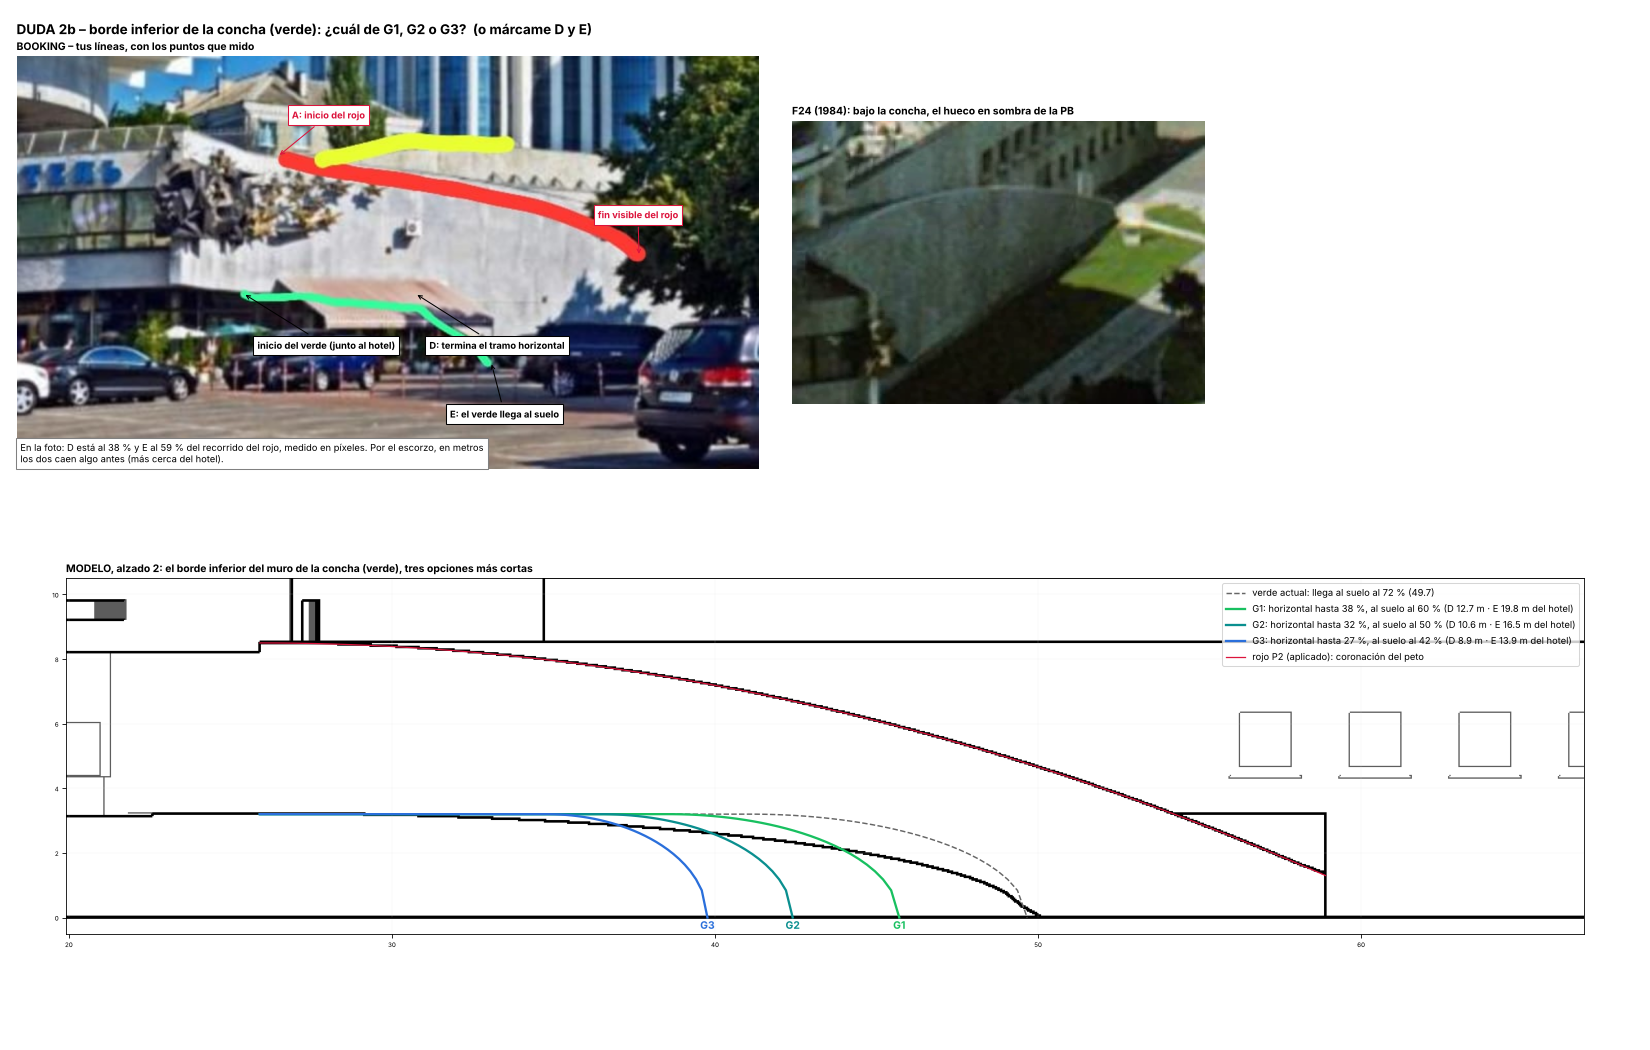 DUDA 2b – borde inferior de la concha (verde): ¿cuál de G1, G2 o G3?  (o márcame D y E)
BOOKING – tus líneas, con los puntos que mido
A: inicio del rojo
ТЕЛЬ
fin visible del rojo
inicio del verde (junto al hotel)
D: termina el tramo horizontal
E: el verde llega al suelo
En la foto: D está al 38 % y E al 59 % del recorrido del rojo, medido en píxeles. Por el escorzo, en metros
los dos caen algo antes (más cerca del hotel).
F24 (1984): bajo la concha, el hueco en sombra de la PB
MODELO, alzado 2: el borde inferior del muro de la concha (verde), tres opciones más cortas
verde actual: llega al suelo al 72 % (49.7)
G1: horizontal hasta 38 %, al suelo al 60 % (D 12.7 m · E 19.8 m del hotel)
G2: horizontal hasta 32 %, al suelo al 50 % (D 10.6 m · E 16.5 m del hotel)
G3: horizontal hasta 27 %, al suelo al 42 % (D 8.9 m · E 13.9 m del hotel)
rojo P2 (aplicado): coronación del peto
10
8
6
4
2
0
G3
G2
G1
20
30
40
50
60